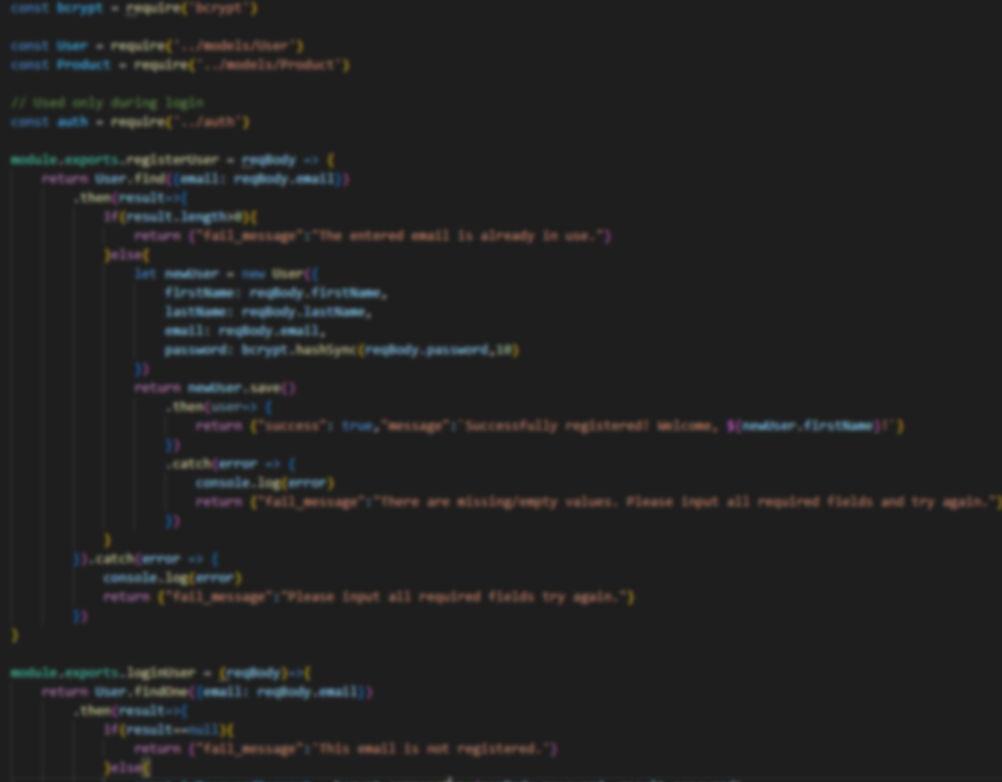 const bcrypt = require('bcrypt')
const User = require('../models/User')
const Product = require('../models/Product')
// Used only during login
const auth = require('../auth')
module.exports.registerUser = reqBody => {
return User.find({email: reqBody.email})
.then(result=>{
if(result.length>0){
return {"fail_message":"The entered email is already in use."}
}else{
let newUser = new User({
firstName: reqBody.firstName,
lastName: reqBody.lastName,
email: reqBody.email,
password: bcrypt.hashSync(reqBody.password,10)
})
return newUser.save()
.then(user=> {
return {"success": true,"message":`Successfully registered! Welcome, ${newUser.firstName}!`}
})
.catch(error => {
console.log(error)
return {"fail_message":"There are missing/empty values. Please input all required fields and try again."}
})
}
}).catch(error => {
console.log(error)
return {"fail_message":"Please input all required fields try again."}
})
}
module.exports.loginUser = (reqBody)=>{
return User.findOne({email: reqBody.email})
.then(result=>{
if(result==null){
return {"fail_message":'This email is not registered.'}
}else{